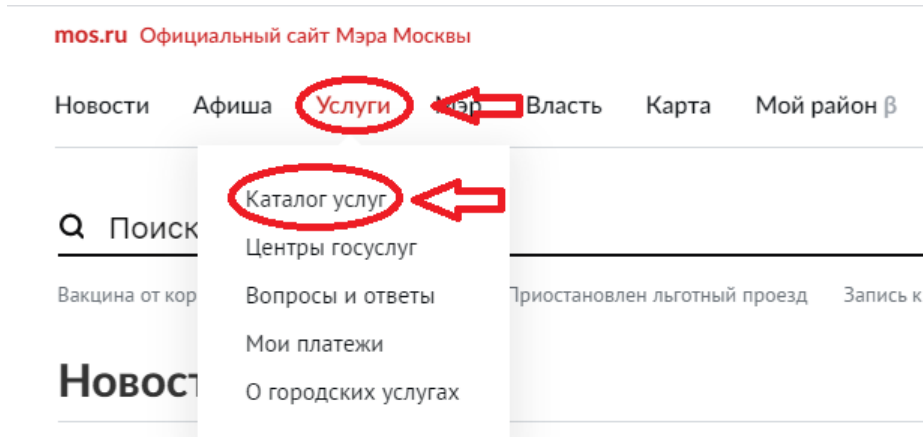 mos.ru Официальный сайт Мэра Москвы
Новости Афиша Услуги Мэр Власть Карта Мой район β
Каталог услуг
Поиск
Центры госуслуг
Вакцина от кор
Вопросы и ответы
Приостановлен льготный проезд Запись к
Мои платежи
Новост
О городских услугах